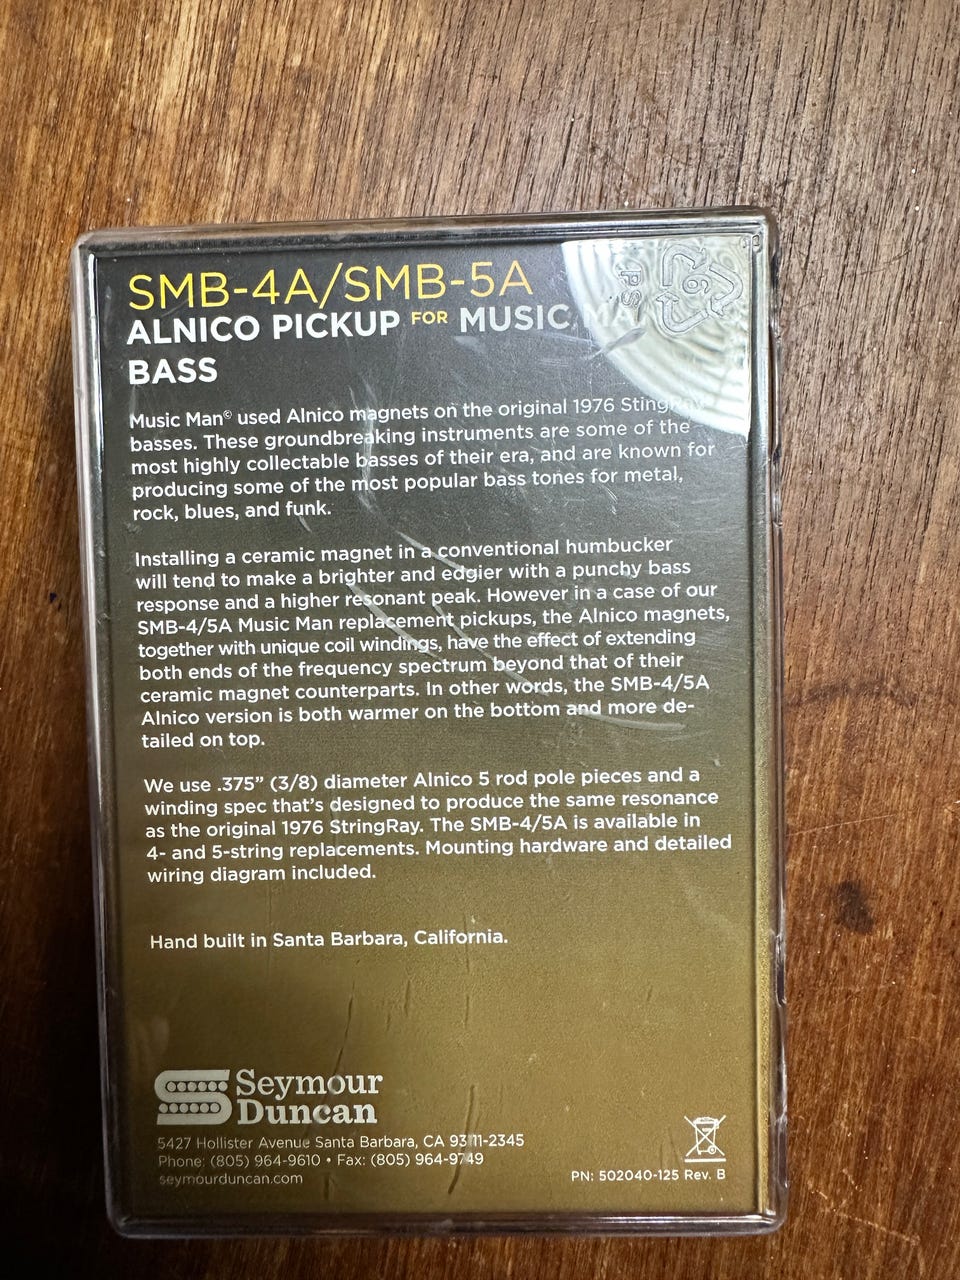 SMB-4A/SMB-5A
ALNICO PICKUP FOR MUSIC MAN
BASS
Music Man© used Alnico magnets on the original 1976 StingRay
basses. These groundbreaking instruments are some of the
most highly collectable basses of their era, and are known for
producing some of the most popular bass tones for metal,
rock, blues, and funk.
Installing a ceramic magnet in a conventional humbucker
will tend to make a brighter and edgier with a punchy bass
response and a higher resonant peak. However in a case of our
SMB-4/5A Music Man replacement pickups, the Alnico magnets,
together with unique coil windings, have the effect of extending
both ends of the frequency spectrum beyond that of their
ceramic magnet counterparts. In other words, the SMB-4/5A
Alnico version is both warmer on the bottom and more de-
tailed on top.
We use .375” (3/8) diameter Alnico 5 rod pole pieces and a
winding spec that’s designed to produce the same resonance
as the original 1976 StringRay. The SMB-4/5A is available in
4- and 5-string replacements. Mounting hardware and detailed
wiring diagram included.
Hand built in Santa Barbara, California.
Seymour
Duncan
5427 Hollister Avenue Santa Barbara, CA 93111-2345
Phone: (805) 964-9610 • Fax: (805) 964-9749
seymourduncan.com
PN: 502040-125 Rev. B
PS
6